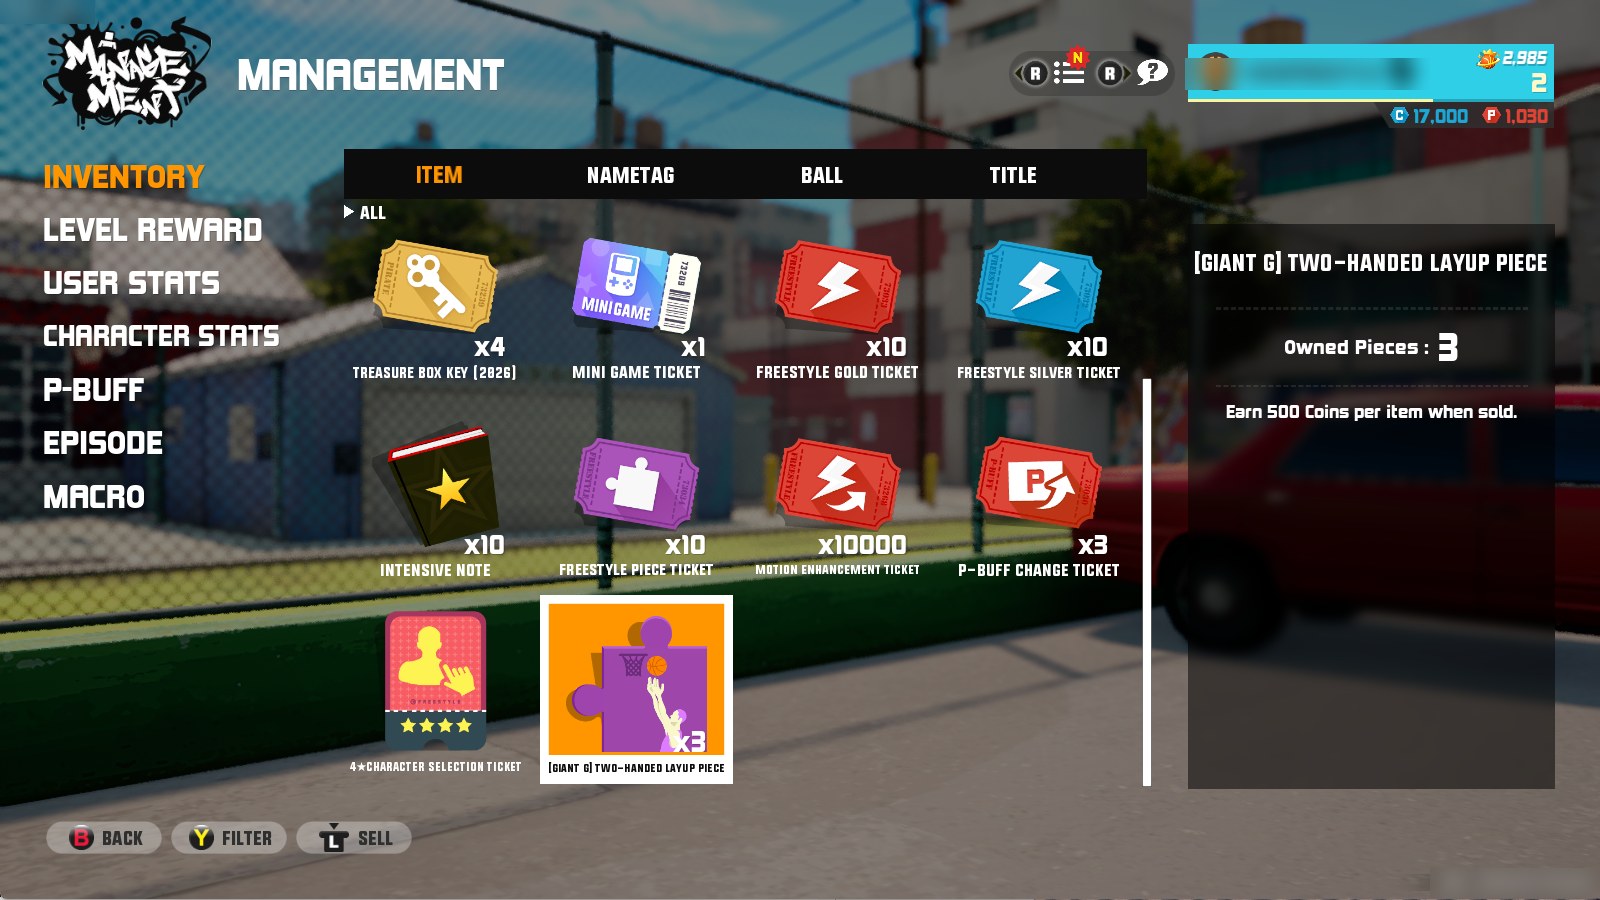 MANAGEMENT
MANAGEMENT
R
N
R
?
2,985
2
C 17,000 P 1,030
INVENTORY
LEVEL REWARD
USER STATS
CHARACTER STATS
P-BUFF
EPISODE
MACRO
ITEM NAMETAG BALL TITLE
ALL
x4
TREASURE BOX KEY (2026)
MINI GAME
73209
x1
MINI GAME TICKET
x10
FREESTYLE GOLD TICKET
x10
FREESTYLE SILVER TICKET
x10
INTENSIVE NOTE
x10
FREESTYLE PIECE TICKET
x10000
MOTION ENHANCEMENT TICKET
P
x3
P-BUFF CHANGE TICKET
4★CHARACTER SELECTION TICKET
x3
[GIANT G] TWO-HANDED LAYUP PIECE
[GIANT G] TWO-HANDED LAYUP PIECE
Owned Pieces : 3
Earn 500 Coins per item when sold.
B BACK
Y FILTER
L SELL